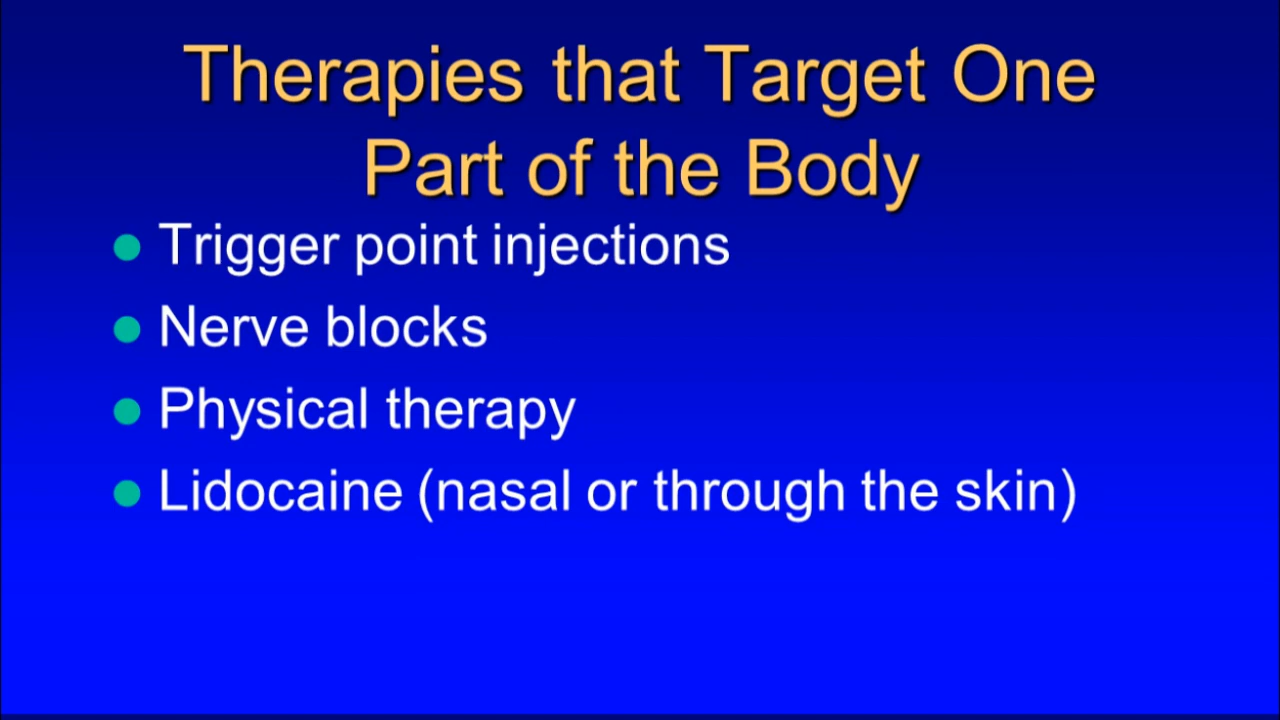 Therapies that Target One
Part of the Body
Trigger point injections
Nerve blocks
Physical therapy
Lidocaine (nasal or through the skin)